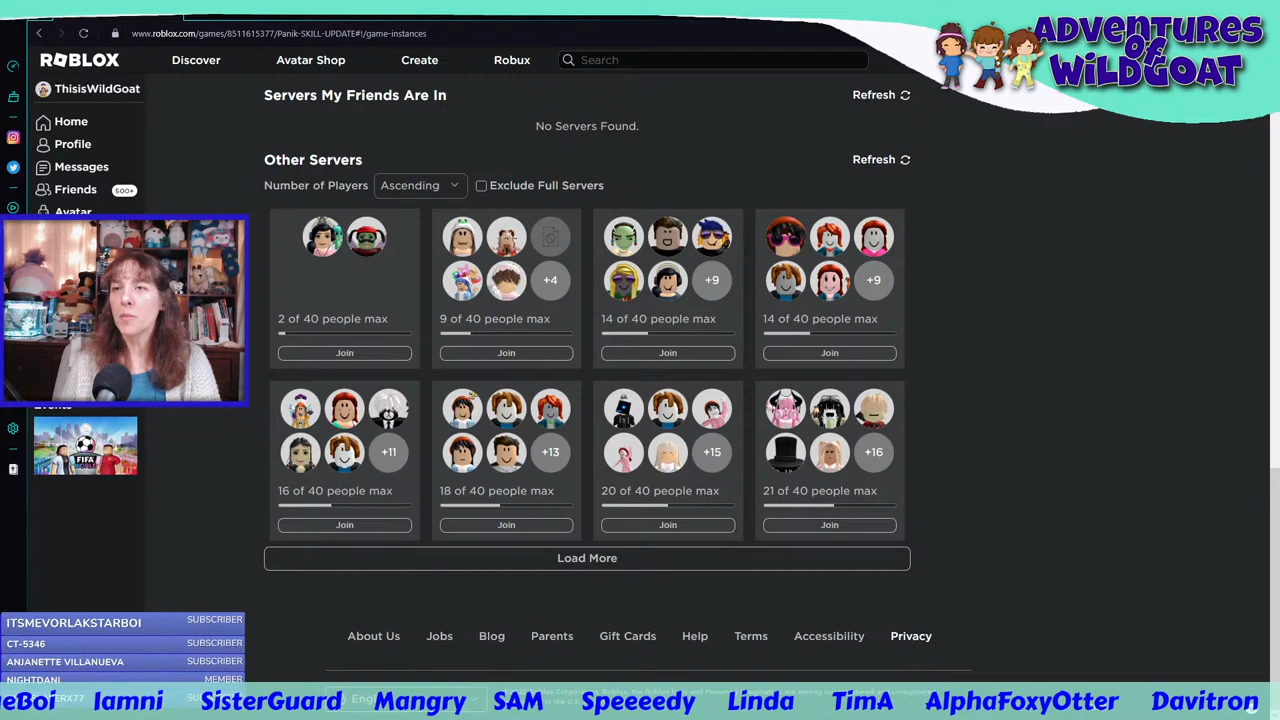 www.roblox.com/games/8511615377/Panik-SKILL-UPDATE#!/game-instances
ADVENTURES
OF
WILDGOAT
ROBLOX
Discover
Avatar Shop
Create
Robux
Search
ThisisWildGoat
Home
Profile
Messages
Friends
500+
Avatar
Servers My Friends Are In
Refresh
No Servers Found.
Other Servers
Refresh
Number of Players
Ascending
Exclude Full Servers
+4
+9
+9
2 of 40 people max
9 of 40 people max
14 of 40 people max
14 of 40 people max
Join
Join
Join
Join
+11
+13
+15
+16
16 of 40 people max
18 of 40 people max
20 of 40 people max
21 of 40 people max
Join
Join
Join
Join
Load More
Events
FIFA
WORLD
About Us
Jobs
Blog
Parents
Gift Cards
Help
Terms
Accessibility
Privacy
ITSMEVORLAKSTARBOI SUBSCRIBER
CT-5346 SUBSCRIBER
ANJANETTE VILLANUEVA SUBSCRIBER
NIGHTDANI MEMBER
eBoi Iamni SisterGuard Mangry SAM Speeeedy Linda TimA AlphaFoxyOtter Davitron